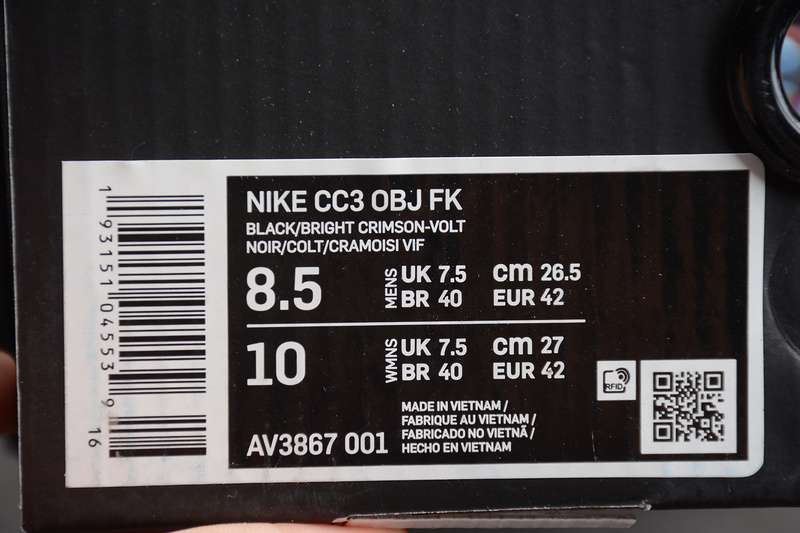 NIKE CC3 OBJ FK
BLACK/BRIGHT CRIMSON-VOLT
NOIR/COLT/CRAMOISI VIF
8.5 MENS UK 7.5 cm 26.5
BR 40 EUR 42
10 WMNS UK 7.5 cm 27
BR 40 EUR 42
AV3867 001
MADE IN VIETNAM /
FABRIQUE AU VIETNAM /
FABRICADO NO VIETNÃ /
HECHO EN VIETNAM
RFID
1 93151 04553 9
16